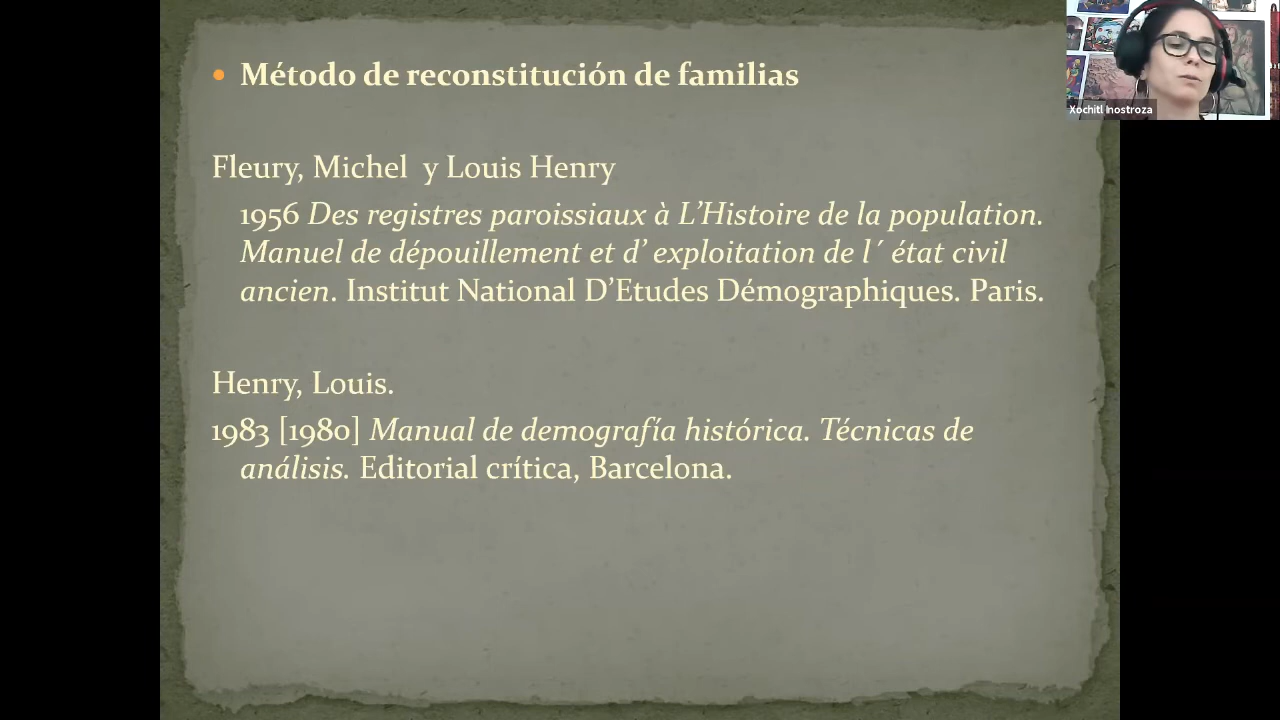 Método de reconstitución de familias
Fleury, Michel y Louis Henry
1956 Des registres paroissiaux à L’Histoire de la population.
Manuel de dépouillement et d’ exploitation de l´ état civil
ancien. Institut National D’Etudes Démographiques. Paris.
Henry, Louis.
1983 [1980] Manual de demografía histórica. Técnicas de
análisis. Editorial crítica, Barcelona.
Xochitl Inostroza